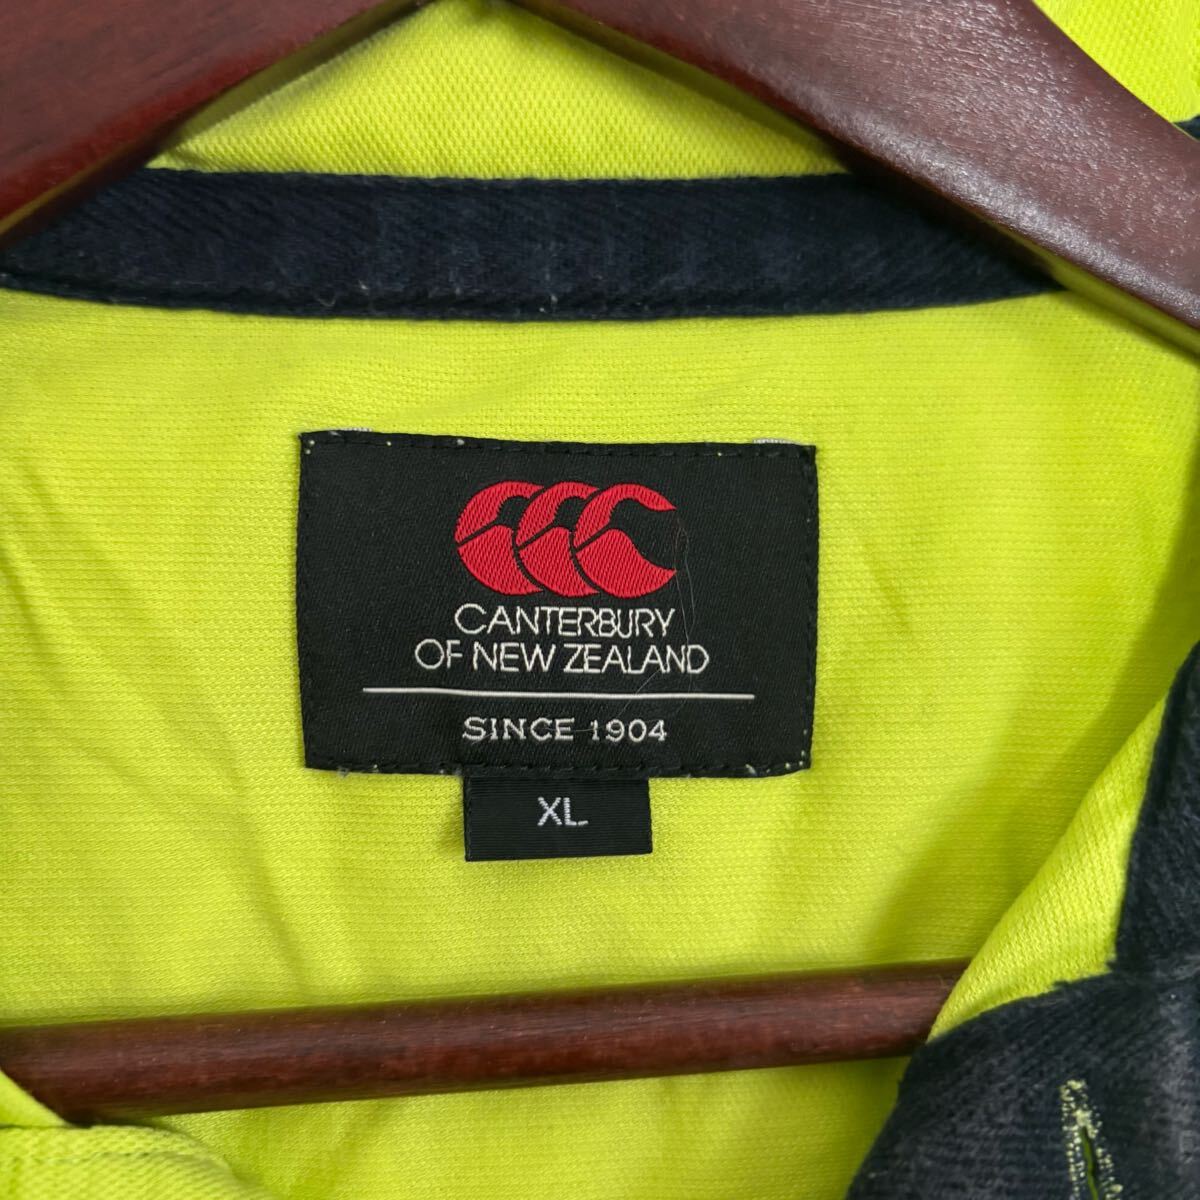 CANTERBURY
OF NEW ZEALAND
SINCE 1904
XL